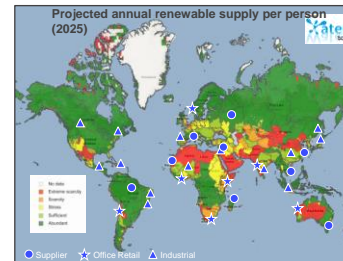 Projected annual renewable supply per person
(2025)
No data
Extreme scarcity
Scarcity
Stress
Sufficient
Abundant
Supplier
Office Retail
Industrial